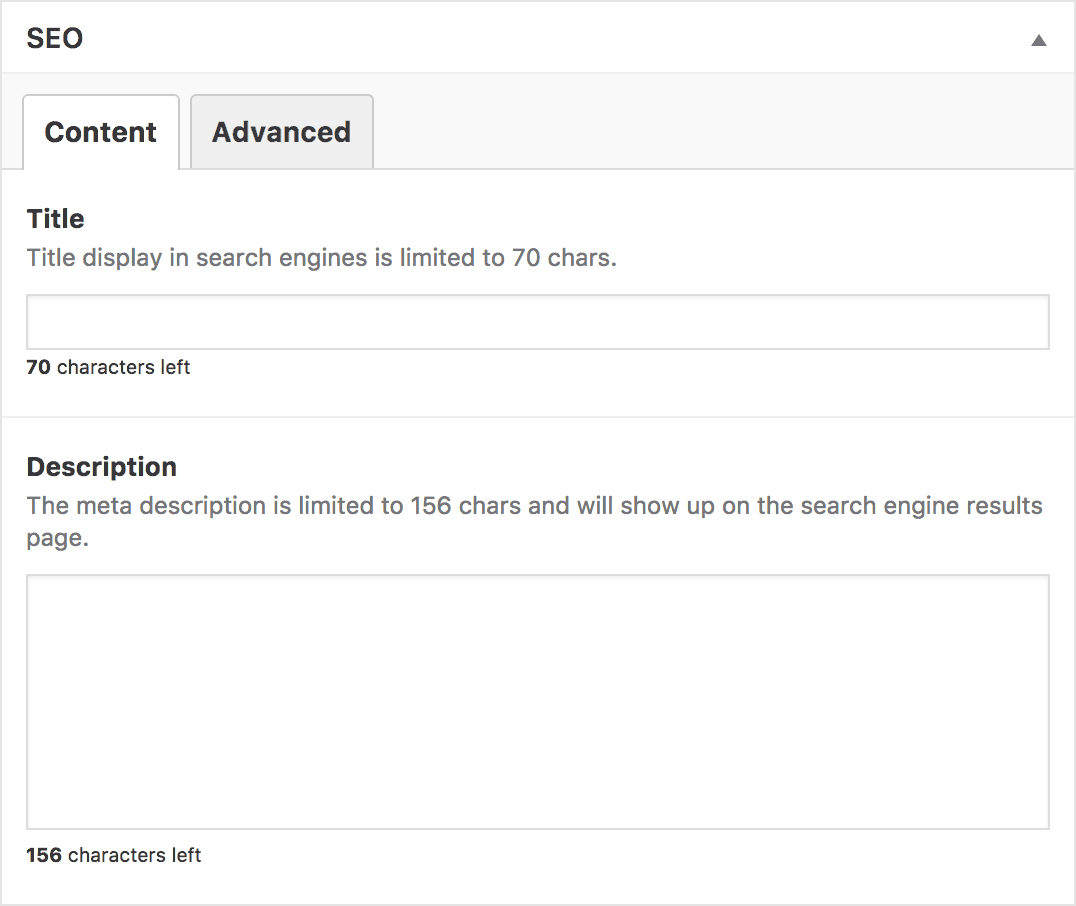 SEO
Content
Advanced
Title
Title display in search engines is limited to 70 chars.
70 characters left
Description
The meta description is limited to 156 chars and will show up on the search engine results
page.
156 characters left